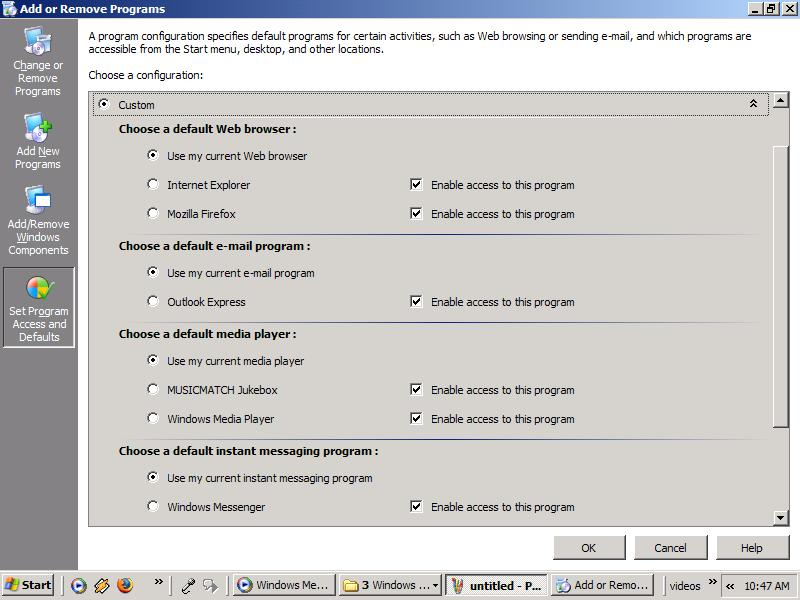 Add or Remove Programs
Change or
Remove
Programs
Add New
Programs
Add/Remove
Windows
Components
Set Program
Access and
Defaults
A program configuration specifies default programs for certain activities, such as Web browsing or sending e-mail, and which programs are
accessible from the Start menu, desktop, and other locations.
Choose a configuration:
Custom
Choose a default Web browser :
Use my current Web browser
Internet Explorer Enable access to this program
Mozilla Firefox Enable access to this program
Choose a default e-mail program :
Use my current e-mail program
Outlook Express Enable access to this program
Choose a default media player :
Use my current media player
MUSICMATCH Jukebox Enable access to this program
Windows Media Player Enable access to this program
Choose a default instant messaging program :
Use my current instant messaging program
Windows Messenger Enable access to this program
OK Cancel Help
Start » Windows Me... 3 Windows ... untitled - P... Add or Remo... videos » « 10:47 AM